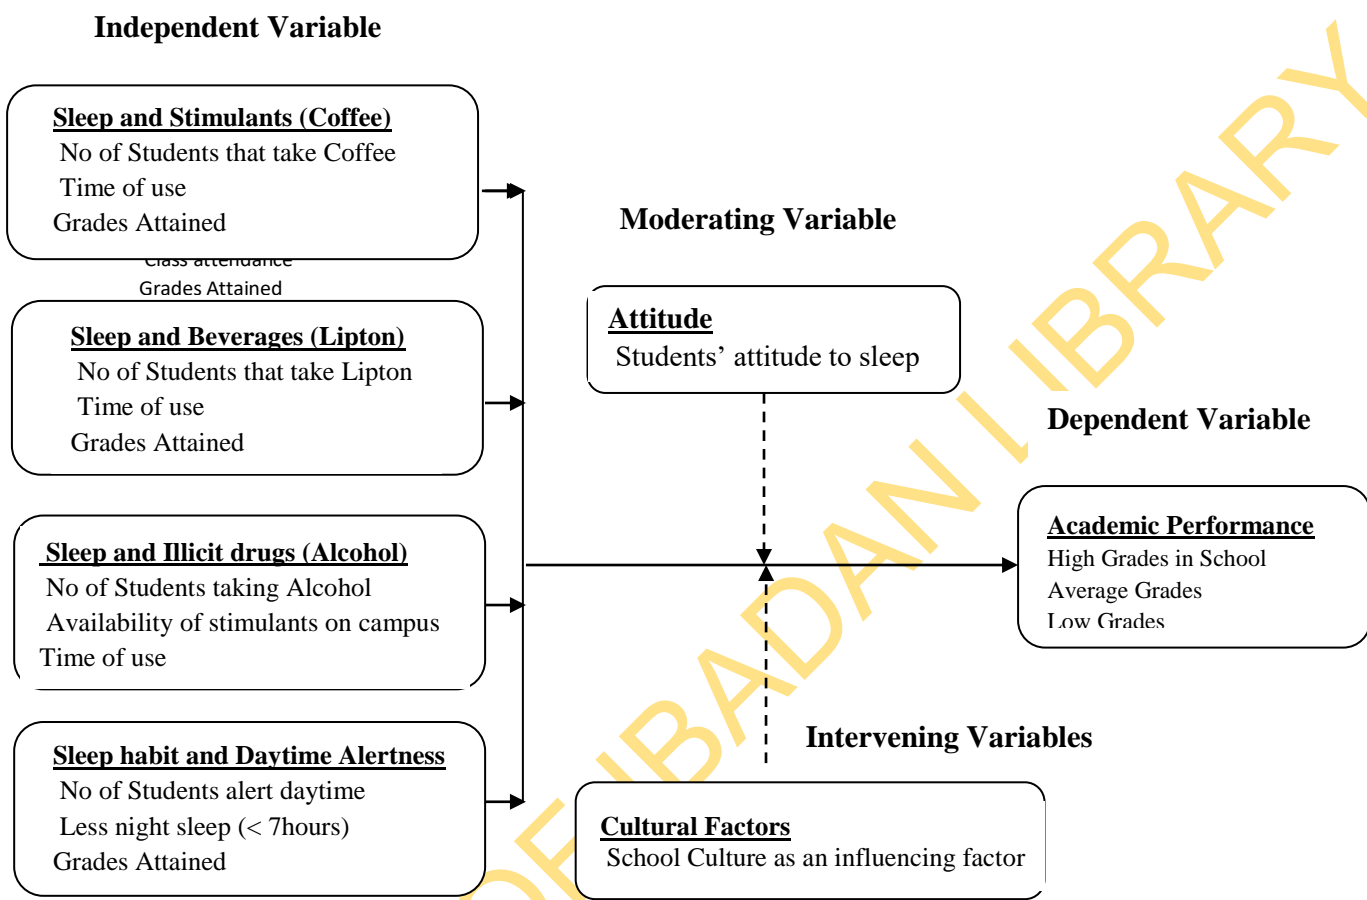 Independent Variable
Sleep and Stimulants (Coffee)
No of Students that take Coffee
Time of use
Grades Attained
Class attendance
Grades Attained
Sleep and Beverages (Lipton)
No of Students that take Lipton
Time of use
Grades Attained
Sleep and Illicit drugs (Alcohol)
No of Students taking Alcohol
Availability of stimulants on campus
Time of use
Sleep habit and Daytime Alertness
No of Students alert daytime
Less night sleep (< 7hours)
Grades Attained
Moderating Variable
Attitude
Students’ attitude to sleep
Intervening Variables
Cultural Factors
School Culture as an influencing factor
Dependent Variable
Academic Performance
High Grades in School
Average Grades
Low Grades
OF IBADAN LIBRARY